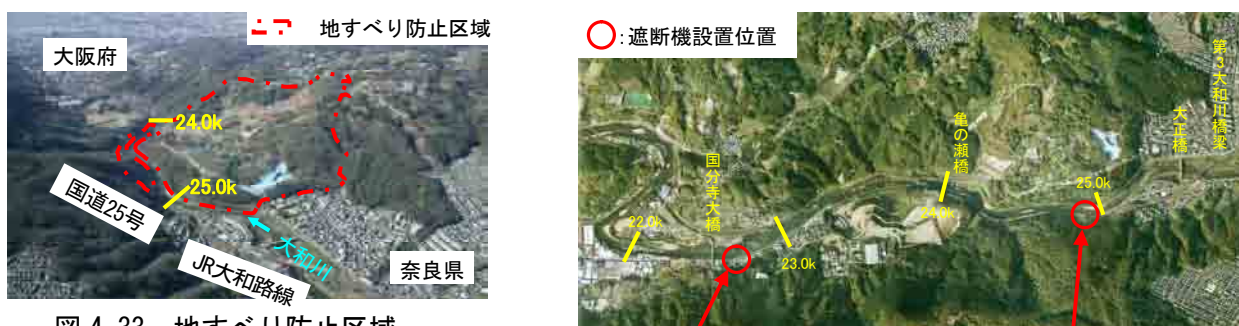 地すべり防止区域
大阪府
24.0k
25.0k
国道25号
大和川
JR大和路線
奈良県
図 4-33 地すべり防止区域
○:遮断機設置位置
第3大和川橋梁
大正橋
亀の瀬橋
国分寺大橋
25.0k
24.0k
22.0k
23.0k